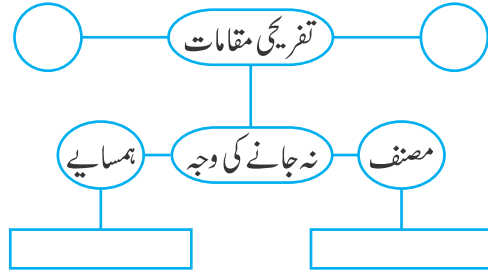 تفریحی مقامات
مصنف
نہ جانے کی وجہ
ہمسایے